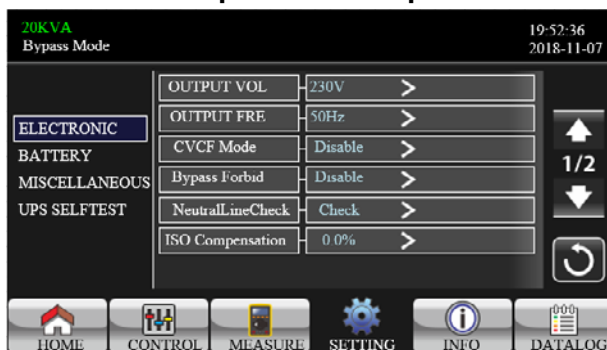 20KVA
Bypass Mode
19:52:36
2018-11-07
ELECTRONIC
BATTERY
MISCELLANEOUS
UPS SELFTEST
OUTPUT VOL 230V >
OUTPUT FRE 50Hz >
CVCF Mode Disable >
Bypass Forbid Disable >
NeutralLineCheck Check >
ISO Compensation 0.0% >
1/2
HOME CONTROL MEASURE SETTING INFO DATALOG